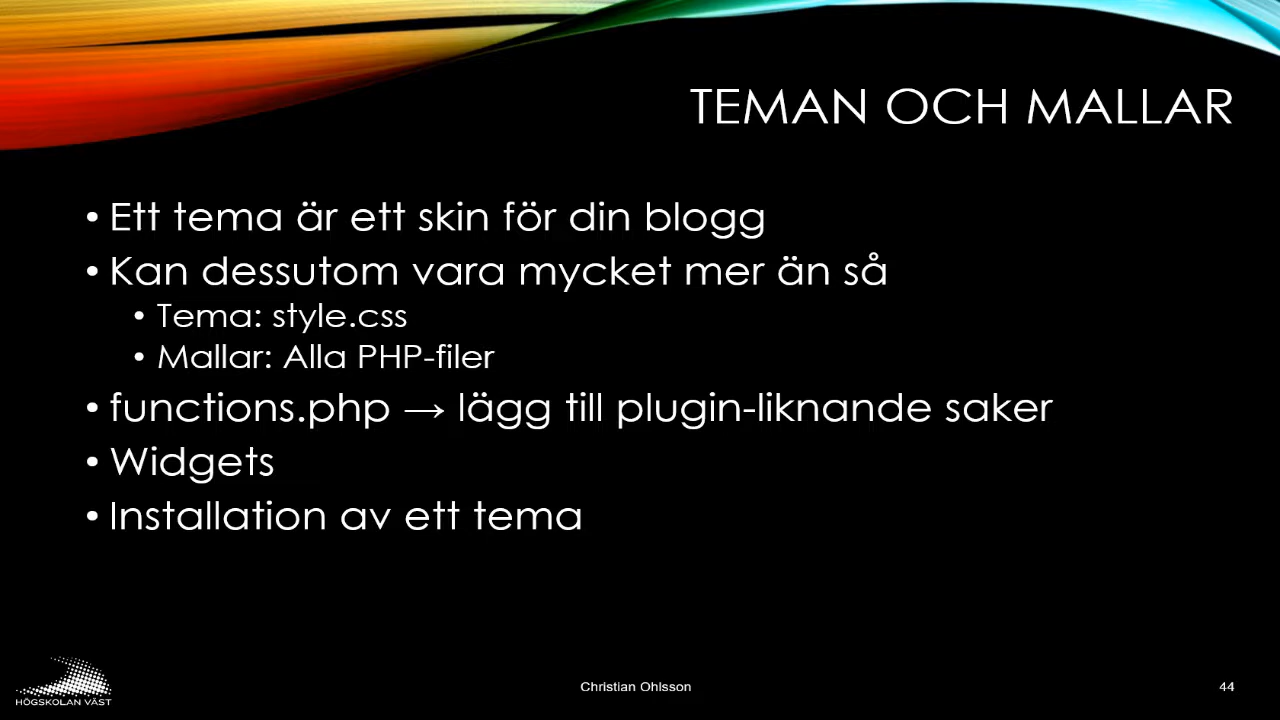 TEMAN OCH MALLAR
• Ett tema är ett skin för din blogg
• Kan dessutom vara mycket mer än så
• Tema: style.css
• Mallar: Alla PHP-filer
• functions.php → lägg till plugin-liknande saker
• Widgets
• Installation av ett tema
HÖGSKOLAN VÄST
Christian Ohlsson
44